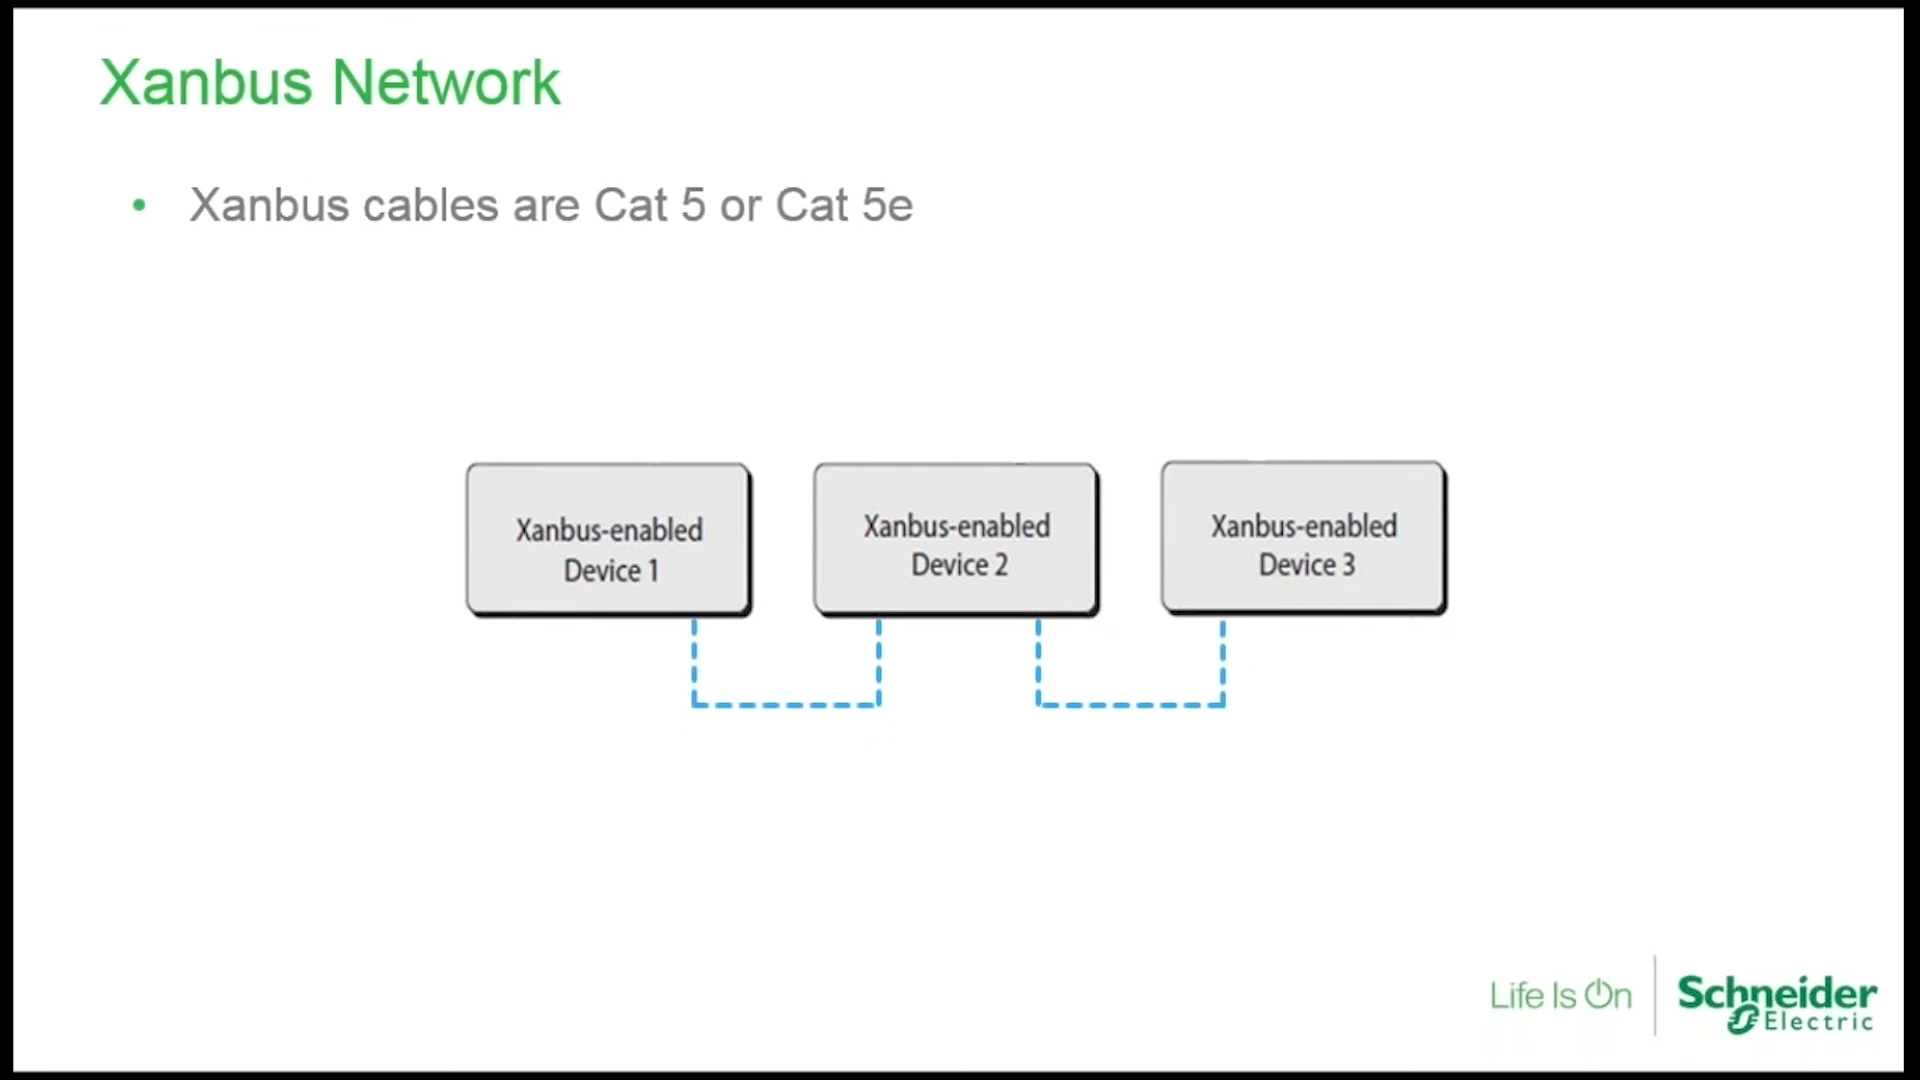 Xanbus Network
• Xanbus cables are Cat 5 or Cat 5e
Xanbus-enabled
Device 1
Xanbus-enabled
Device 2
Xanbus-enabled
Device 3
Life Is On
Schneider
Electric